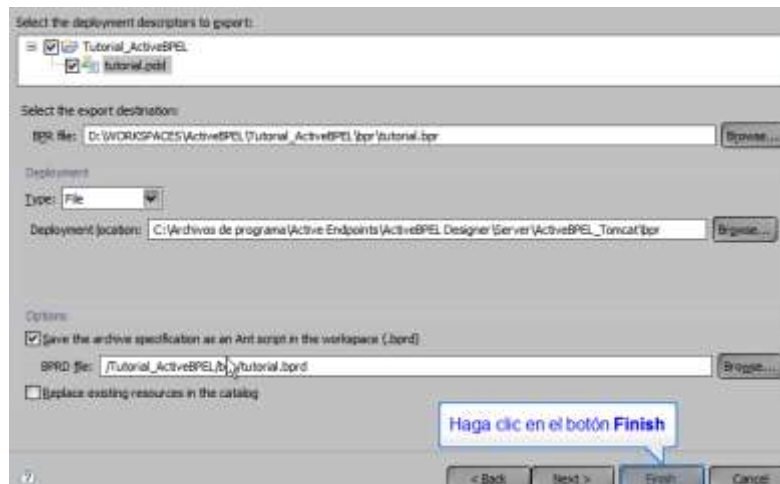 Select the deployment descriptors to export:
Tutorial_ActiveBPEL
tutorial.pdd
Select the export destination:
BPR file: D:\WORKSPACES\ActiveBPEL\Tutorial_ActiveBPEL\bpr\tutorial.bpr Browse...
Deployment
Type: File
Deployment location: C:\Archivos de programa\Active Endpoints\ActiveBPEL Designer\Server\ActiveBPEL_Tomcat\bpr Browse...
Options
Save the archive specification as an Ant script in the workspace (.bprd)
BPRD file: /Tutorial_ActiveBPEL/bpr/tutorial.bprd Browse...
Replace existing resources in the catalog
Haga clic en el botón Finish
? < Back Next > Finish Cancel